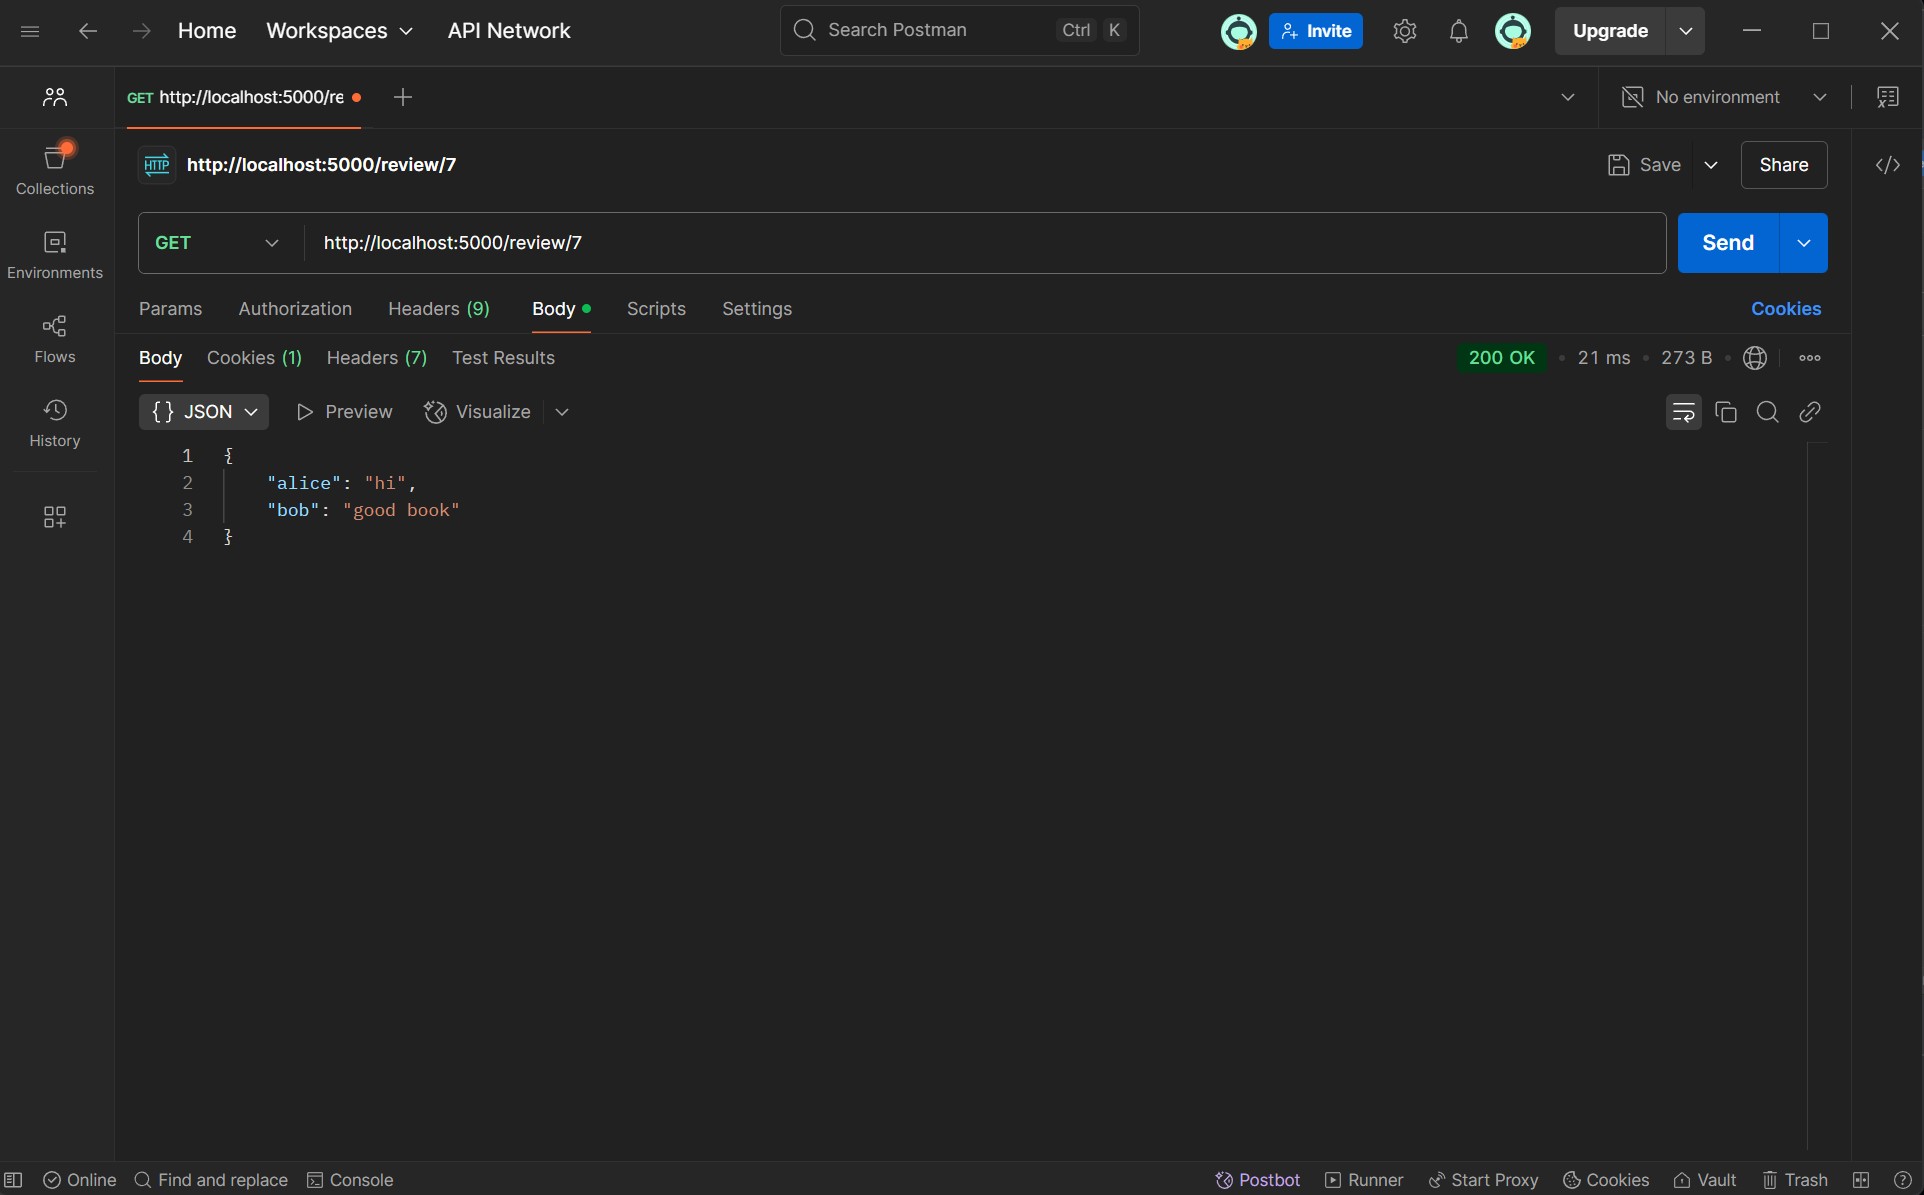 Home Workspaces API Network Search Postman Ctrl K Invite Upgrade
GET http://localhost:5000/re No environment
HTTP http://localhost:5000/review/7 Save Share
Collections
GET http://localhost:5000/review/7 Send
Environments
Params Authorization Headers (9) Body Scripts Settings Cookies
Flows
Body Cookies (1) Headers (7) Test Results 200 OK • 21 ms • 273 B
{} JSON Preview Visualize
History
1 {
2 "alice": "hi",
3 "bob": "good book"
4 }
Online Find and replace Console Postbot Runner Start Proxy Cookies Vault Trash